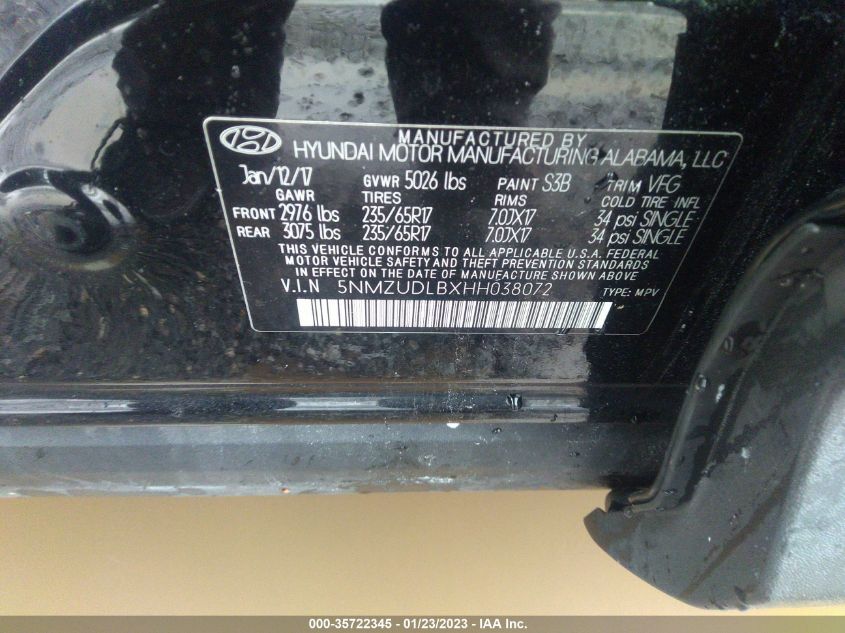 MANUFACTURED BY
HYUNDAI MOTOR MANUFACTURING ALABAMA, LLC
Jan/12/17 GVWR 5026 lbs PAINT S3B TRIM VFG
GAWR TIRES RIMS COLD TIRE INFL
FRONT 2976 lbs 235/65R17 7.0JX17 34 psi SINGLE
REAR 3075 lbs 235/65R17 7.0JX17 34 psi SINGLE
THIS VEHICLE CONFORMS TO ALL APPLICABLE U.S.A. FEDERAL
MOTOR VEHICLE SAFETY AND THEFT PREVENTION STANDARDS
IN EFFECT ON THE DATE OF MANUFACTURE SHOWN ABOVE.
V.I.N 5NMZUDLBXHH038072 TYPE: MPV
000-35722345 - 01/23/2023 - IAA Inc.